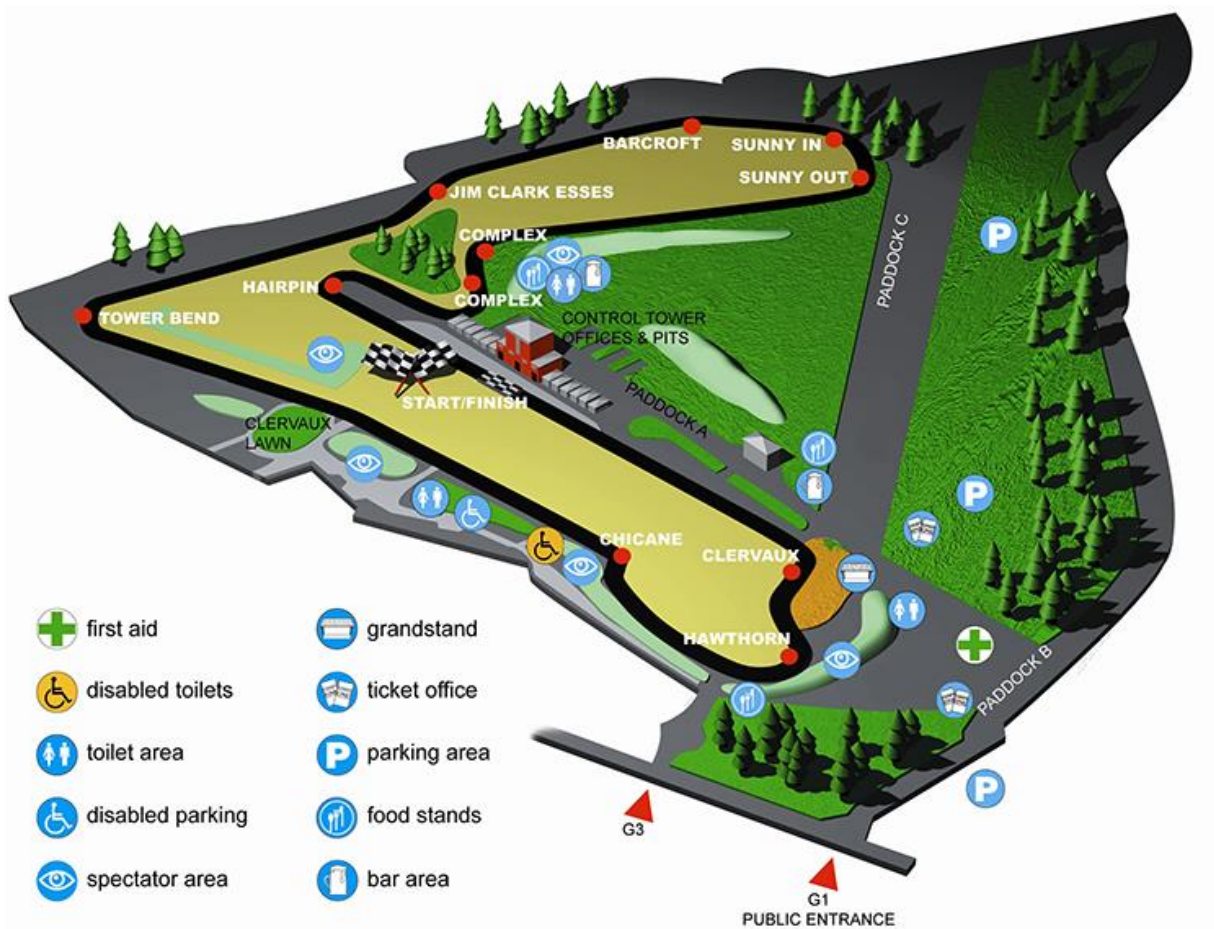 BARCROFT
SUNNY IN
SUNNY OUT
JIM CLARK ESSES
COMPLEX
PADDOCK C
P
HAIRPIN
COMPLEX
TOWER BEND
CONTROL TOWER
OFFICES & PITS
START/FINISH
PADDOCK A
CLERVAUX
LAWN
P
CHICANE
CLERVAUX
HAWTHORN
PADDOCK B
P
first aid
grandstand
disabled toilets
ticket office
toilet area
P
parking area
disabled parking
food stands
spectator area
bar area
G3
G1
PUBLIC ENTRANCE